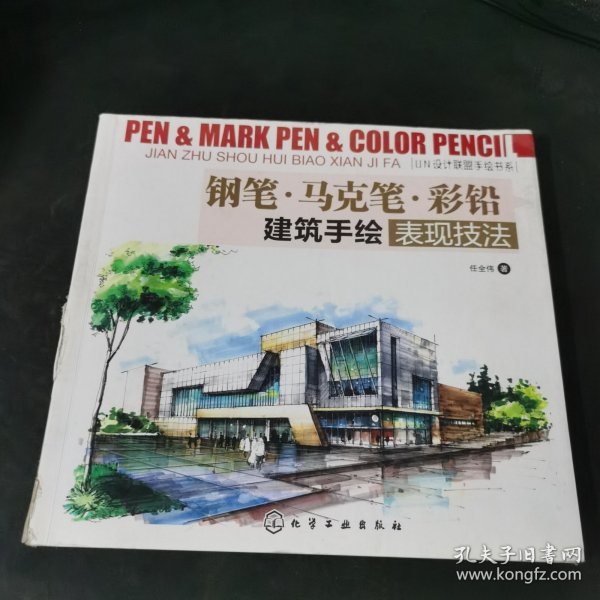 PEN & MARK PEN & COLOR PENCIL
JIAN ZHU SHOU HUI BIAO XIAN JI FA
UN设计联盟手绘书系
钢笔·马克笔·彩铅
建筑手绘 表现技法
任全伟 著
化学工业出版社
孔夫子旧书网
www.kongfz.com